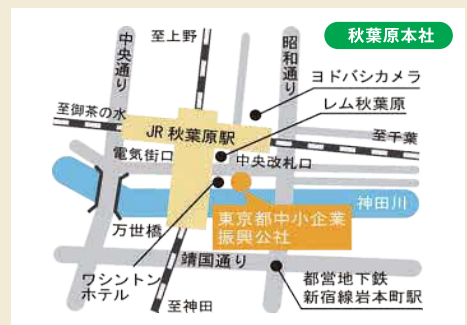 秋葉原本社
至上野
中央通り
昭和通り
ヨドバシカメラ
レム秋葉原
至御茶の水
JR 秋葉原駅
至千葉
電気街口
中央改札口
神田川
万世橋
東京都中小企業
振興公社
靖国通り
ワシントン
ホテル
至神田
都営地下鉄
新宿線岩本町駅